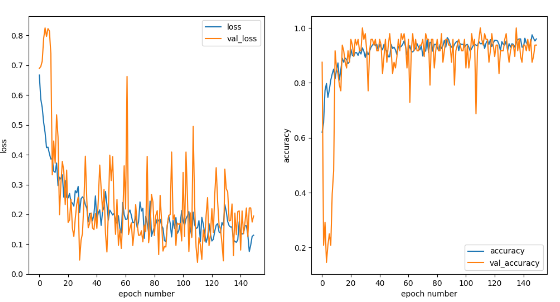 loss
val_loss
0.8
0.7
0.6
0.5
0.4
0.3
0.2
0.1
0.0
loss
0 20 40 60 80 100 120 140
epoch number
1.0
0.8
0.6
0.4
0.2
accuracy
accuracy
val_accuracy
0 20 40 60 80 100 120 140
epoch number